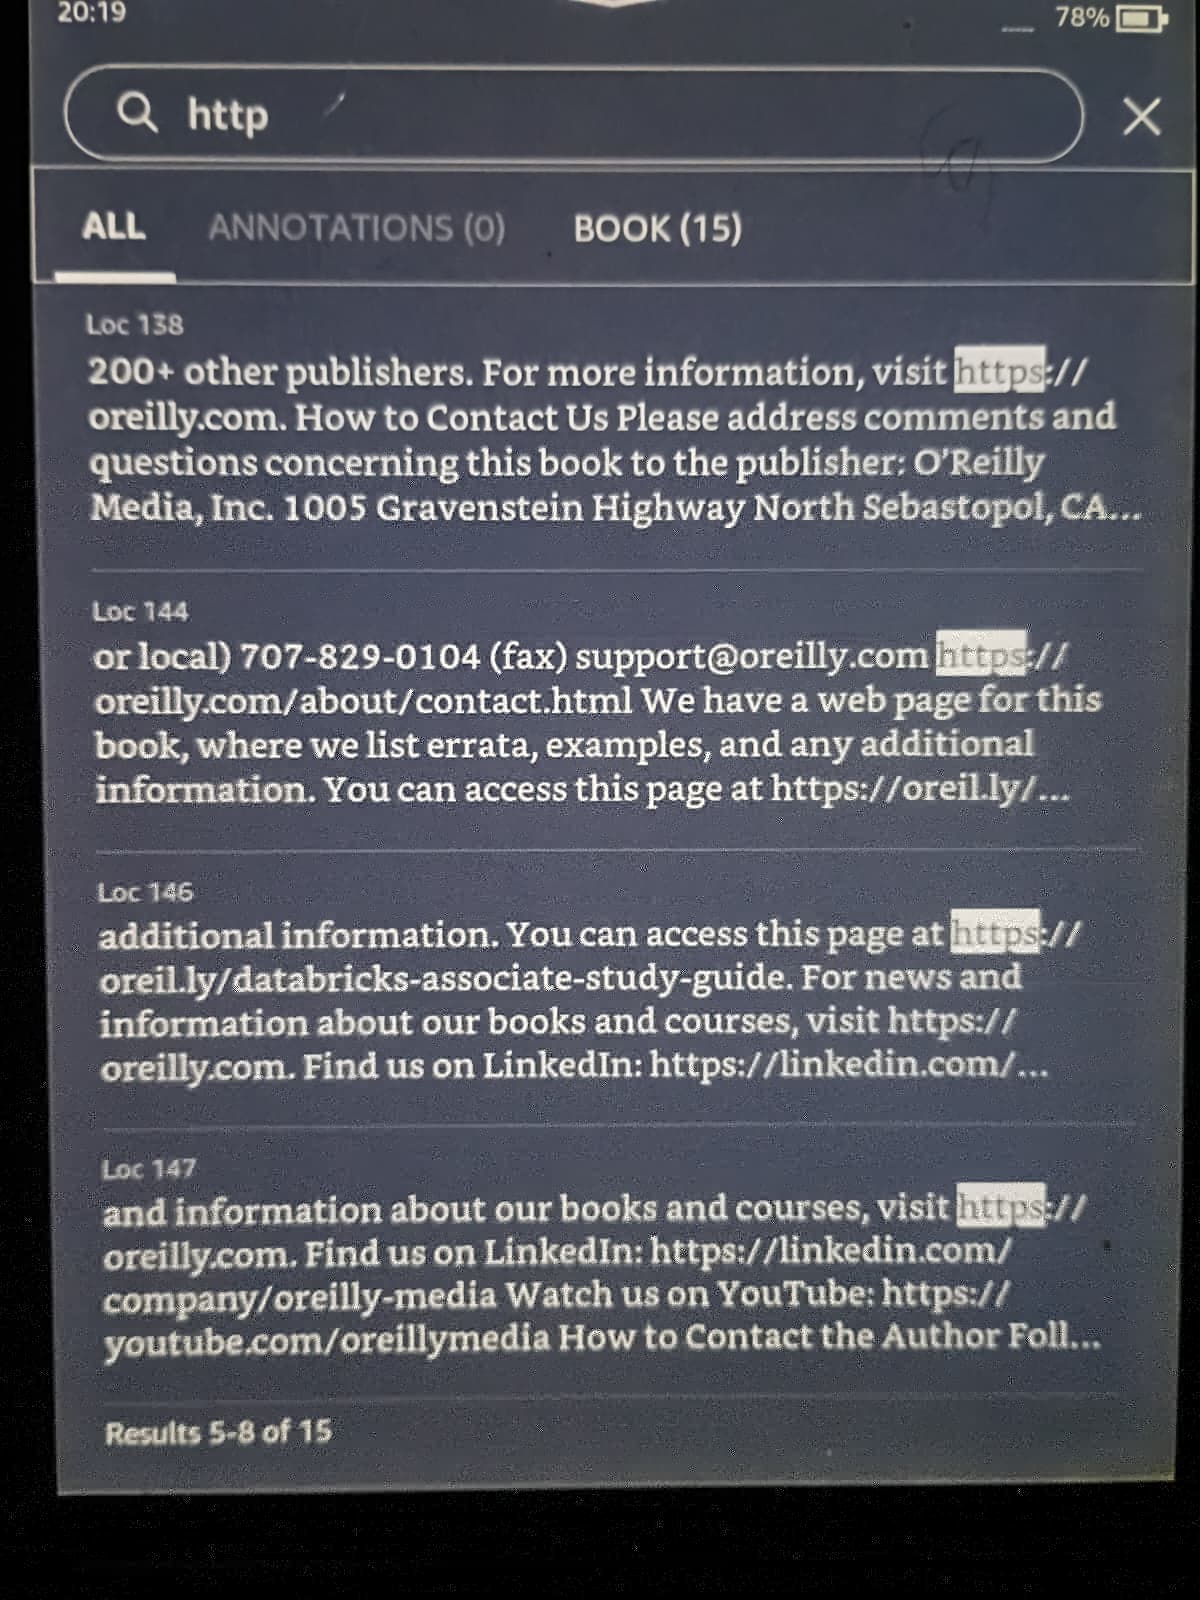 20:19
78%
http
ALL ANNOTATIONS (0) BOOK (15)
Loc 138
200+ other publishers. For more information, visit https://
oreilly.com. How to Contact Us Please address comments and
questions concerning this book to the publisher: O'Reilly
Media, Inc. 1005 Gravenstein Highway North Sebastopol, CA...
Loc 144
or local) 707-829-0104 (fax) support@oreilly.com https://
oreilly.com/about/contact.html We have a web page for this
book, where we list errata, examples, and any additional
information. You can access this page at https://oreil.ly/...
Loc 146
additional information. You can access this page at https://
oreil.ly/databricks-associate-study-guide. For news and
information about our books and courses, visit https://
oreilly.com. Find us on LinkedIn: https://linkedin.com/...
Loc 147
and information about our books and courses, visit https://
oreilly.com. Find us on LinkedIn: https://linkedin.com/
company/oreilly-media Watch us on YouTube: https://
youtube.com/oreillymedia How to Contact the Author Foll...
Results 5-8 of 15